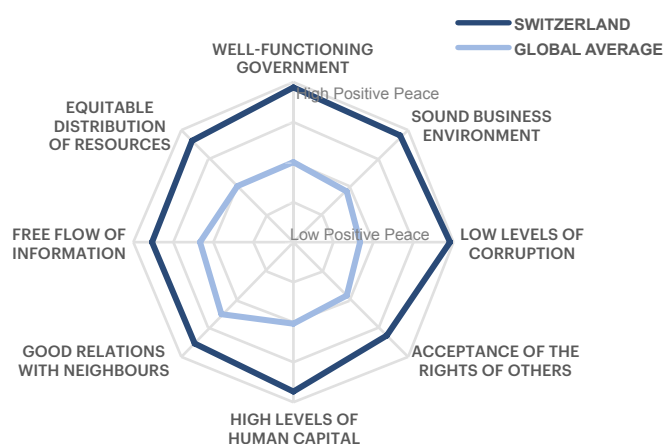 SWITZERLAND
GLOBAL AVERAGE
WELL-FUNCTIONING
GOVERNMENT
High Positive Peace
EQUITABLE
DISTRIBUTION
OF RESOURCES
SOUND BUSINESS
ENVIRONMENT
FREE FLOW OF
INFORMATION
Low Positive Peace
LOW LEVELS OF
CORRUPTION
GOOD RELATIONS
WITH NEIGHBOURS
ACCEPTANCE OF THE
RIGHTS OF OTHERS
HIGH LEVELS OF
HUMAN CAPITAL